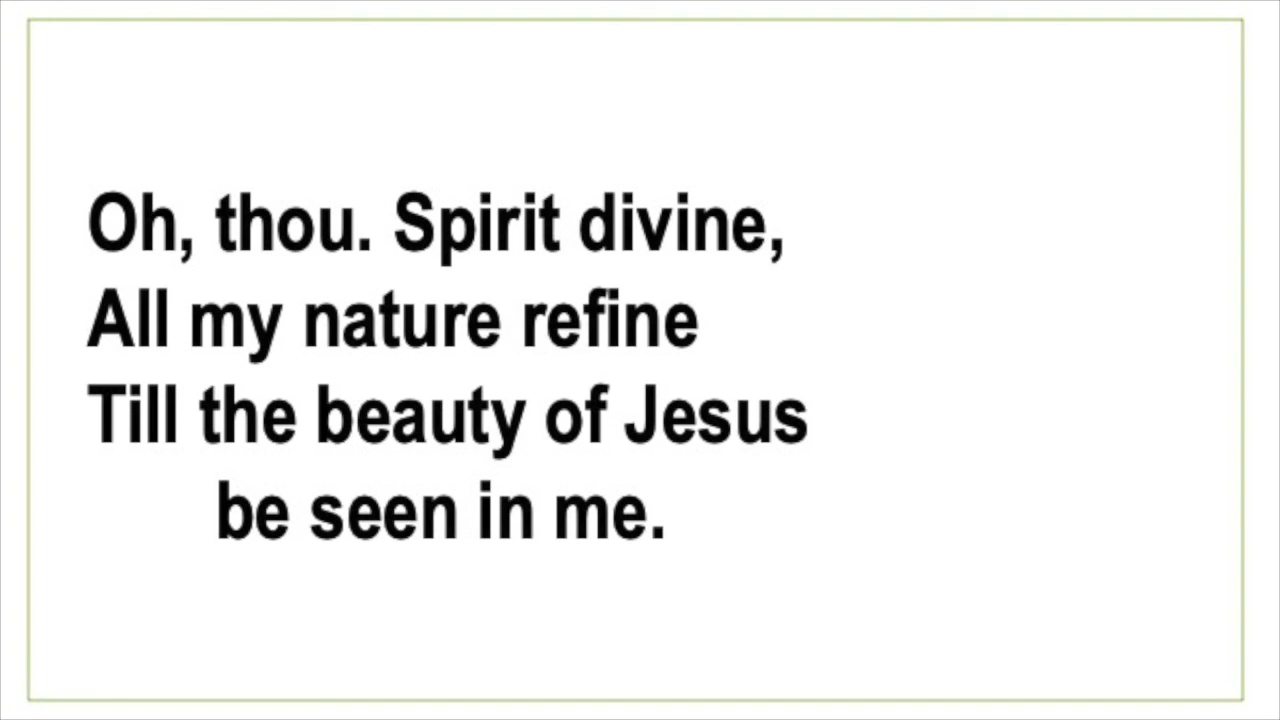 Oh, thou. Spirit divine,
All my nature refine
Till the beauty of Jesus
be seen in me.